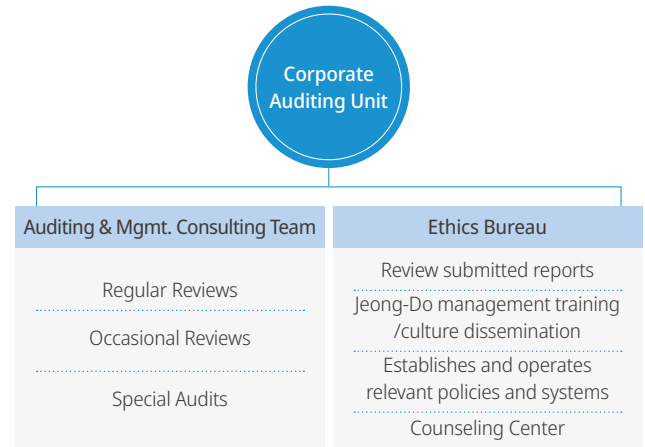 Corporate
Auditing Unit
Auditing & Mgmt. Consulting Team
Regular Reviews
Occasional Reviews
Special Audits
Ethics Bureau
Review submitted reports
Jeong-Do management training
/culture dissemination
Establishes and operates
relevant policies and systems
Counseling Center